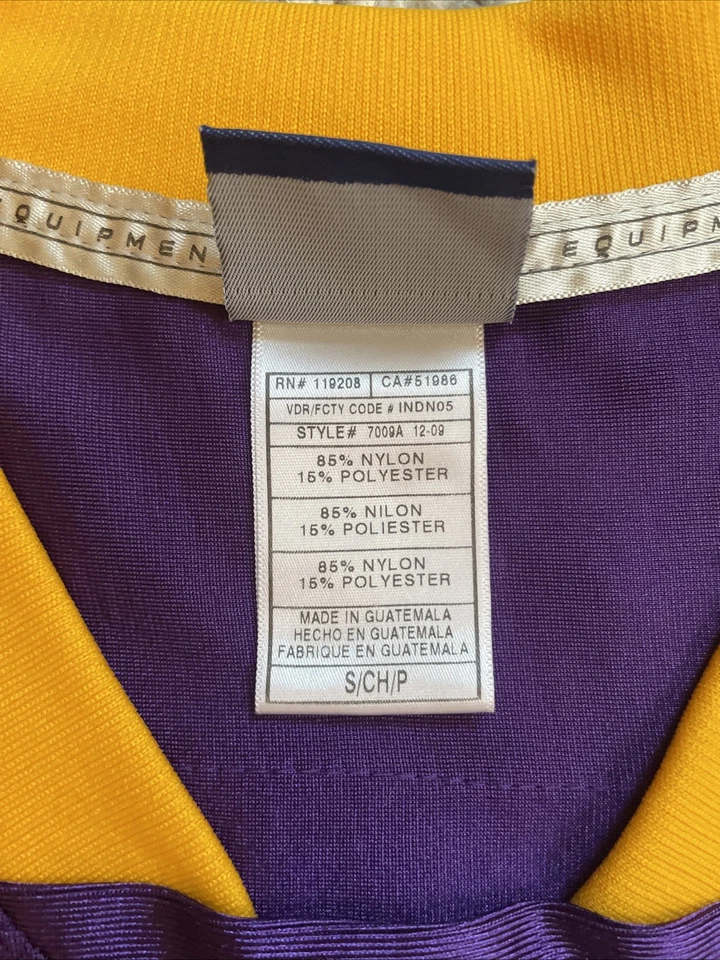 EQUIPMEN
EQUIPM
RN# 119208 CA#51986
VDR/FCTY CODE # INDN05
STYLE# 7009A 12-09
85% NYLON
15% POLYESTER
85% NILON
15% POLIESTER
85% NYLON
15% POLYESTER
MADE IN GUATEMALA
HECHO EN GUATEMALA
FABRIQUE EN GUATEMALA
S/CH/P